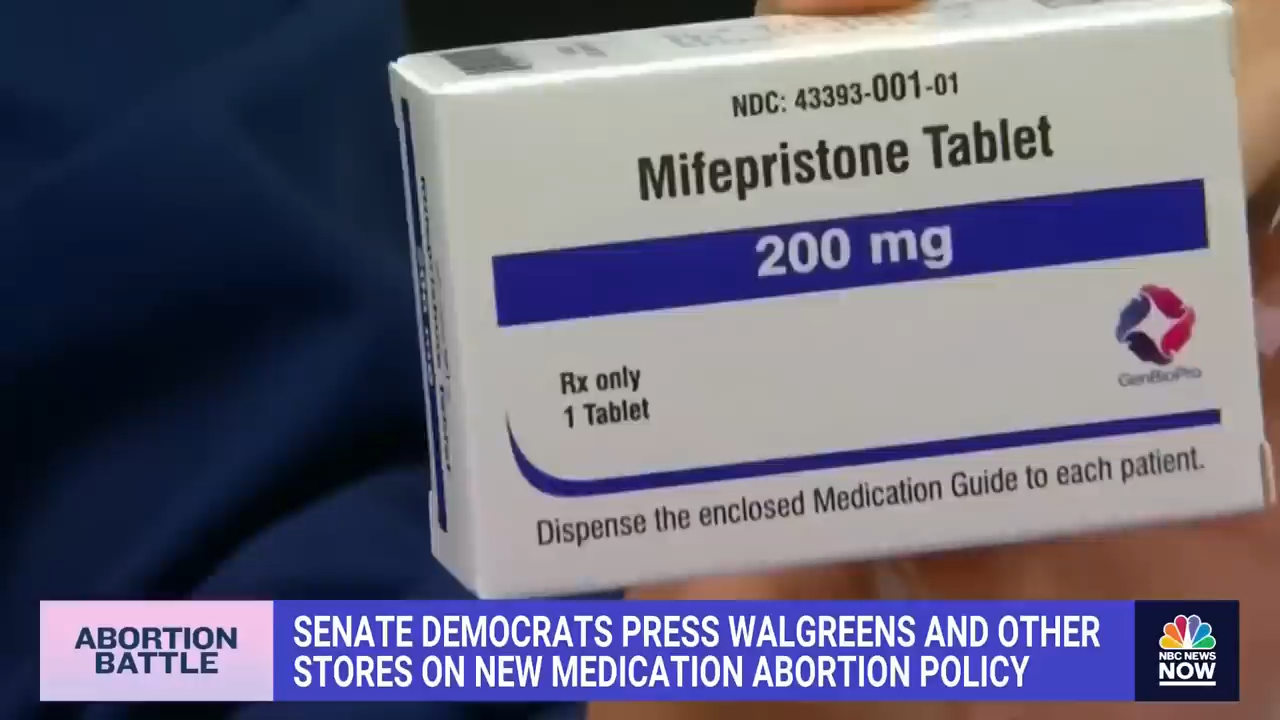 NDC: 43393-001-01
Mifepristone Tablet
200 mg
Rx only
1 Tablet
GenBioPro
Dispense the enclosed Medication Guide to each patient.
ABORTION
BATTLE
SENATE DEMOCRATS PRESS WALGREENS AND OTHER
STORES ON NEW MEDICATION ABORTION POLICY
NBC NEWS
NOW